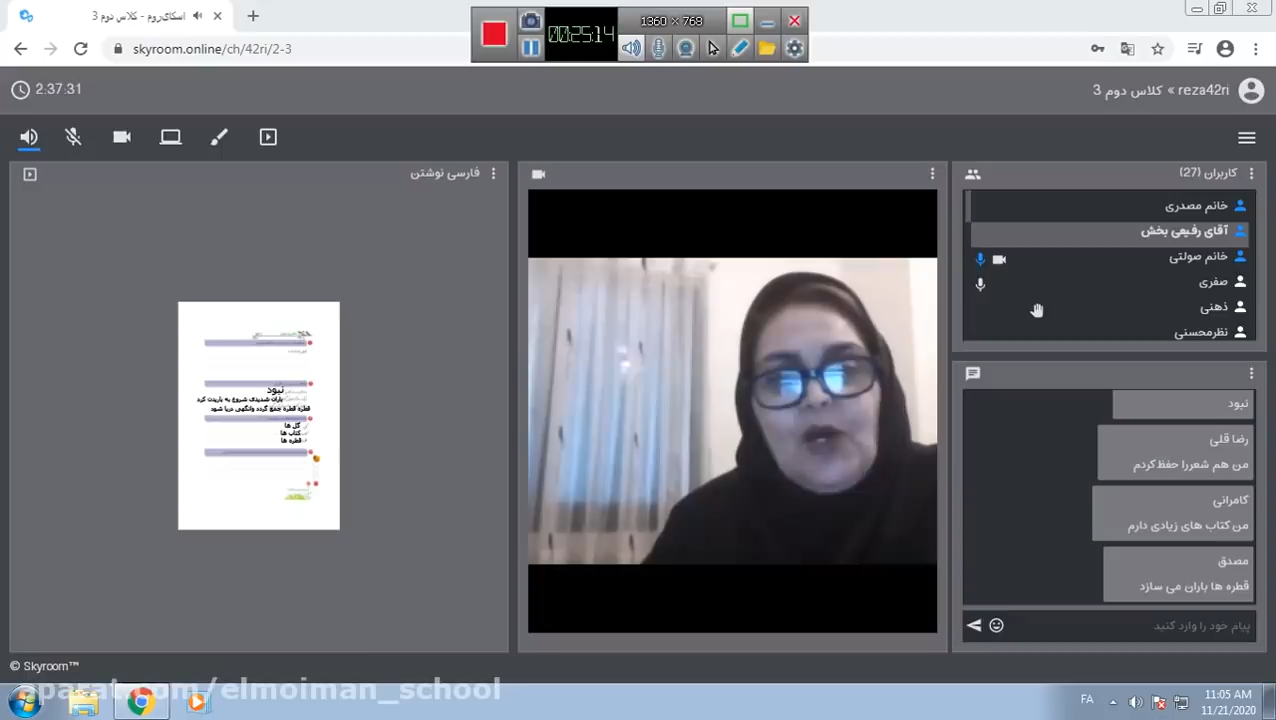 اسکای‌روم - کلاس دوم 3
1360 × 768
00:25:14
skyroom.online/ch/42ri/2-3
2:37:31
reza42ri » کلاس دوم 3
فارسی نوشتن
کاربران (27)
خانم مصدری
آقای رفیعی بخش
خانم صولتی
صفری
ذهنی
نظرمحسنی
نبود
باران شدیدی شروع به باریدت کرد
قطره قطره جمع گردد وانگهی دریا شود
گل ها
کتاب ها
قطره ها
نبود
رضا قلی
من هم شعررا حفظ کردم
کامرانی
من کتاب های زیادی دارم
مصدق
قطره ها باران می سازد
پیام خود را وارد کنید
© Skyroom™
aparat.com/elmoiman_school
FA
11:05 AM
11/21/2020